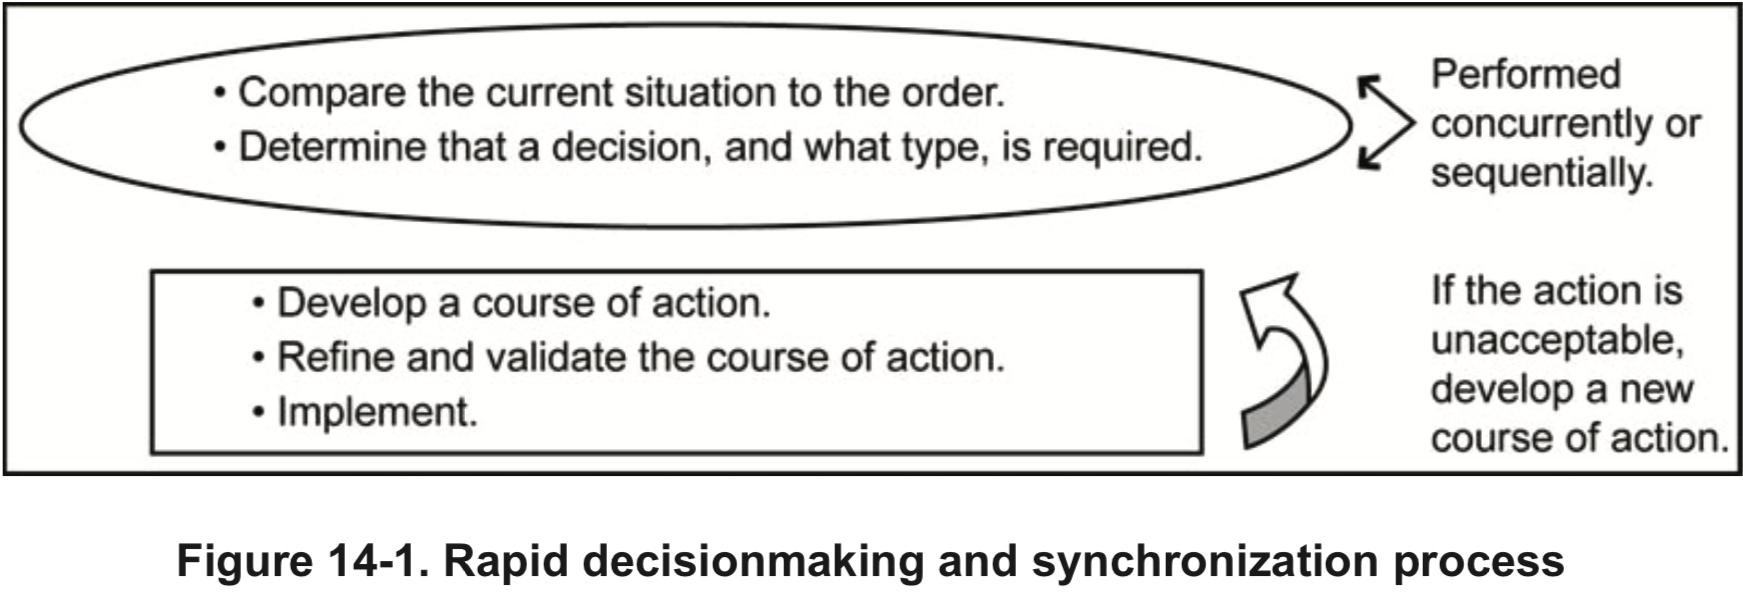 • Compare the current situation to the order.
• Determine that a decision, and what type, is required.
Performed
concurrently or
sequentially.
• Develop a course of action.
• Refine and validate the course of action.
• Implement.
If the action is
unacceptable,
develop a new
course of action.
Figure 14-1. Rapid decisionmaking and synchronization process